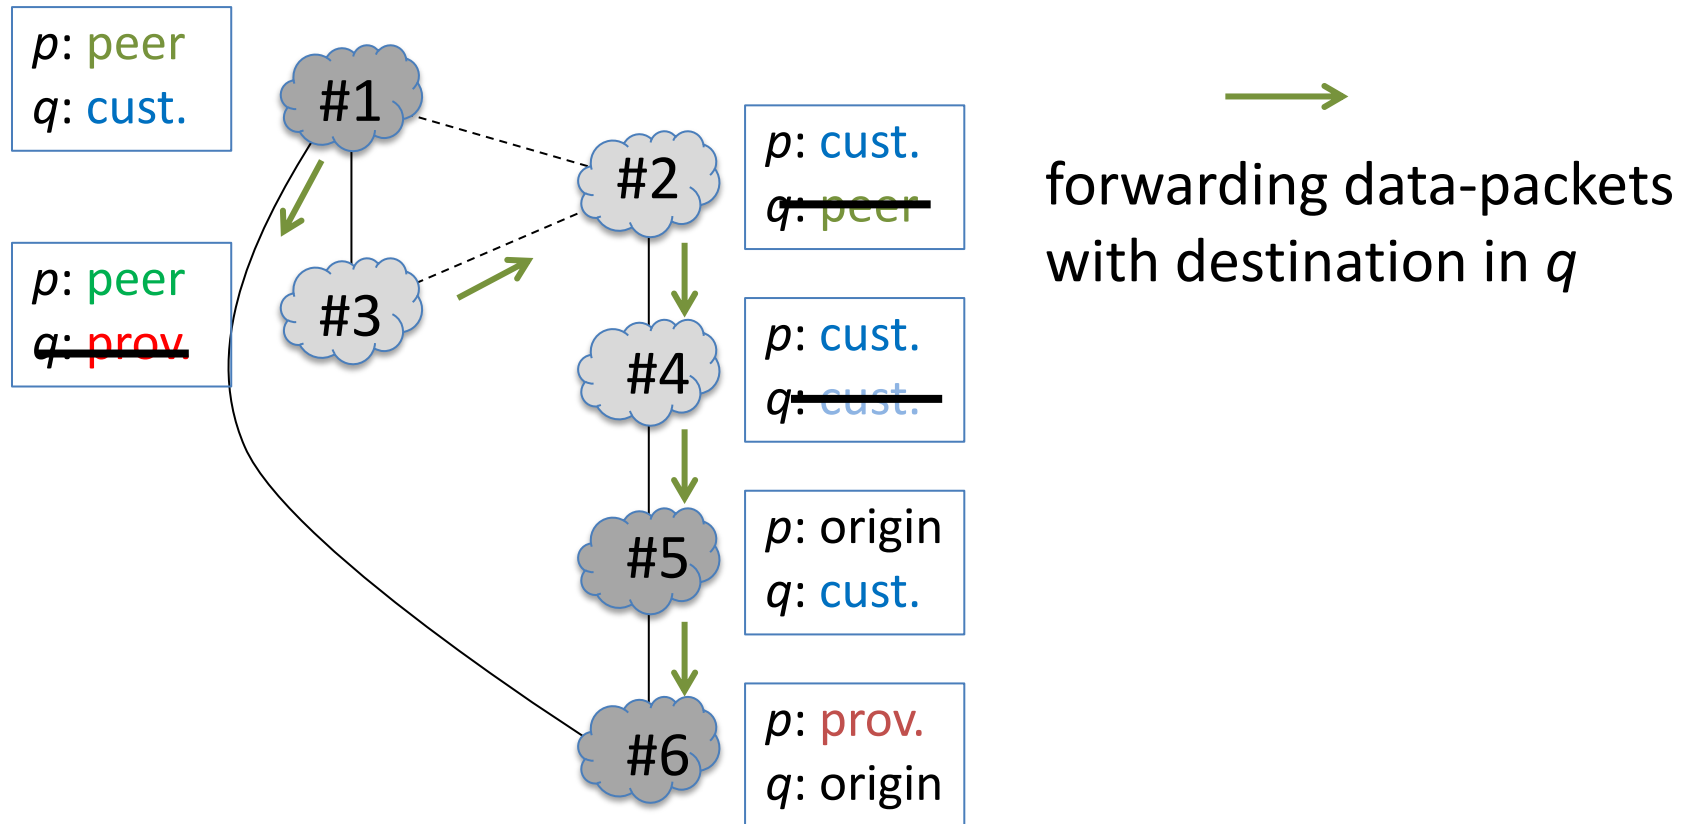 p: peer
q: cust.
#1
p: cust.
q: peer
#2
forwarding data-packets
with destination in q
p: peer
q: prov.
#3
p: cust.
q: cust.
#4
p: origin
q: cust.
#5
p: prov.
q: origin
#6